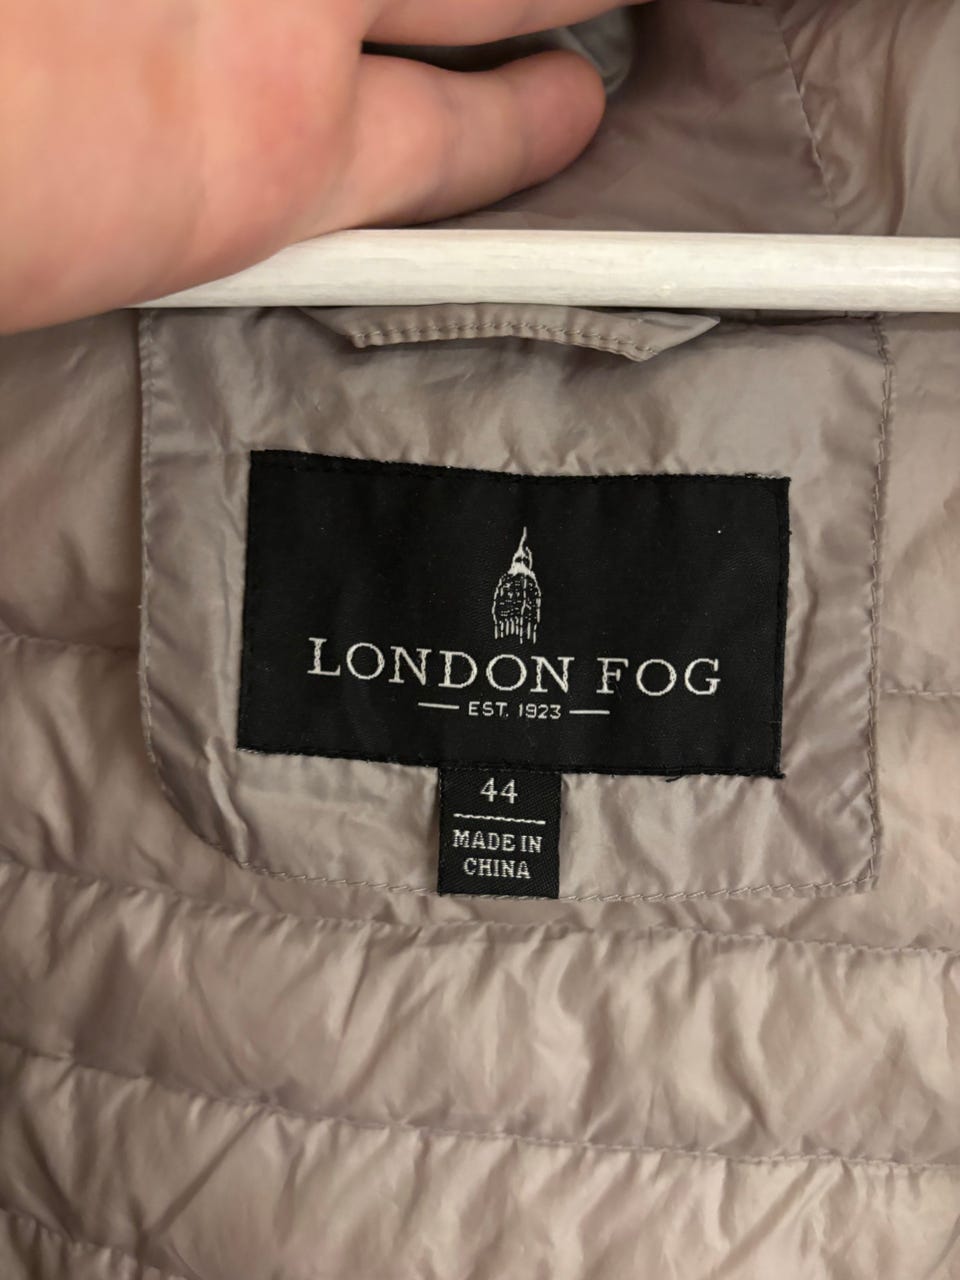 LONDON FOG
EST. 1923
44
MADE IN
CHINA